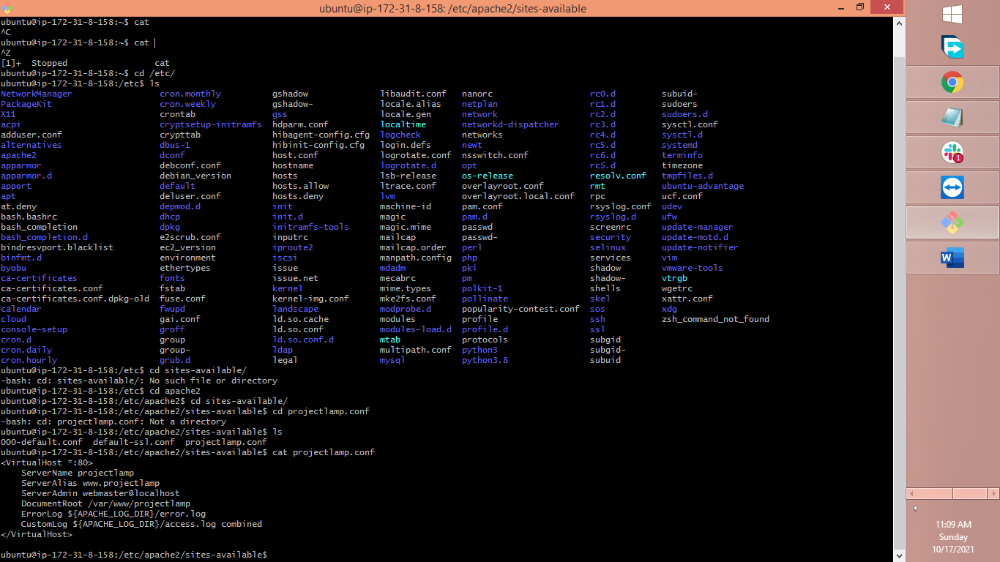 ubuntu@ip-172-31-8-158: /etc/apache2/sites-available
ubuntu@ip-172-31-8-158:~$ cat
^C
ubuntu@ip-172-31-8-158:~$ cat |
^Z
[1]+  Stopped                 cat
ubuntu@ip-172-31-8-158:~$ cd /etc/
ubuntu@ip-172-31-8-158:/etc$ ls
NetworkManager cron.monthly gshadow libaudit.conf nanorc rc0.d subuid-
PackageKit cron.weekly gshadow- locale.alias netplan rc1.d sudoers
X11 crontab gss locale.gen network rc2.d sudoers.d
acpi cryptsetup-initramfs hdparm.conf localtime networkd-dispatcher rc3.d sysctl.conf
adduser.conf crypttab hibagent-config.cfg logcheck networks rc4.d sysctl.d
alternatives dbus-1 hibinit-config.cfg login.defs newt rc5.d systemd
apache2 dconf host.conf logrotate.conf nsswitch.conf rc6.d terminfo
apparmor debconf.conf hostname logrotate.d opt rcS.d timezone
apparmor.d debian_version hosts lsb-release os-release resolv.conf tmpfiles.d
apport default hosts.allow ltrace.conf overlayroot.conf rmt ubuntu-advantage
apt deluser.conf hosts.deny lvm overlayroot.local.conf rpc ucf.conf
at.deny depmod.d init machine-id pam.conf rsyslog.conf udev
bash.bashrc dhcp init.d magic pam.d rsyslog.d ufw
bash_completion dpkg initramfs-tools magic.mime passwd screenrc update-manager
bash_completion.d e2scrub.conf inputrc mailcap passwd- security update-motd.d
bindresvport.blacklist ec2_version iproute2 mailcap.order perl selinux update-notifier
binfmt.d environment iscsi manpath.config php services vim
byobu ethertypes issue mdadm pki shadow vmware-tools
ca-certificates fonts issue.net mecabrc pm shadow- vtrgb
ca-certificates.conf fstab kernel mime.types polkit-1 shells wgetrc
ca-certificates.conf.dpkg-old fuse.conf kernel-img.conf mke2fs.conf pollinate skel xattr.conf
calendar fwupd landscape modprobe.d popularity-contest.conf sos xdg
cloud gai.conf ld.so.cache modules profile ssh zsh_command_not_found
console-setup groff ld.so.conf modules-load.d profile.d ssl
cron.d group ld.so.conf.d mtab protocols subgid
cron.daily group- ldap multipath.conf python3 subgid-
cron.hourly grub.d legal mysql python3.8 subuid
ubuntu@ip-172-31-8-158:/etc$ cd sites-available/
-bash: cd: sites-available/: No such file or directory
ubuntu@ip-172-31-8-158:/etc$ cd apache2
ubuntu@ip-172-31-8-158:/etc/apache2$ cd sites-available/
ubuntu@ip-172-31-8-158:/etc/apache2/sites-available$ cd projectlamp.conf
-bash: cd: projectlamp.conf: Not a directory
ubuntu@ip-172-31-8-158:/etc/apache2/sites-available$ ls
000-default.conf  default-ssl.conf  projectlamp.conf
ubuntu@ip-172-31-8-158:/etc/apache2/sites-available$ cat projectlamp.conf
<VirtualHost *:80>
    ServerName projectlamp
    ServerAlias www.projectlamp
    ServerAdmin webmaster@localhost
    DocumentRoot /var/www/projectlamp
    ErrorLog ${APACHE_LOG_DIR}/error.log
    CustomLog ${APACHE_LOG_DIR}/access.log combined
</VirtualHost>
ubuntu@ip-172-31-8-158:/etc/apache2/sites-available$
1
W
11:09 AM
Sunday
10/17/2021